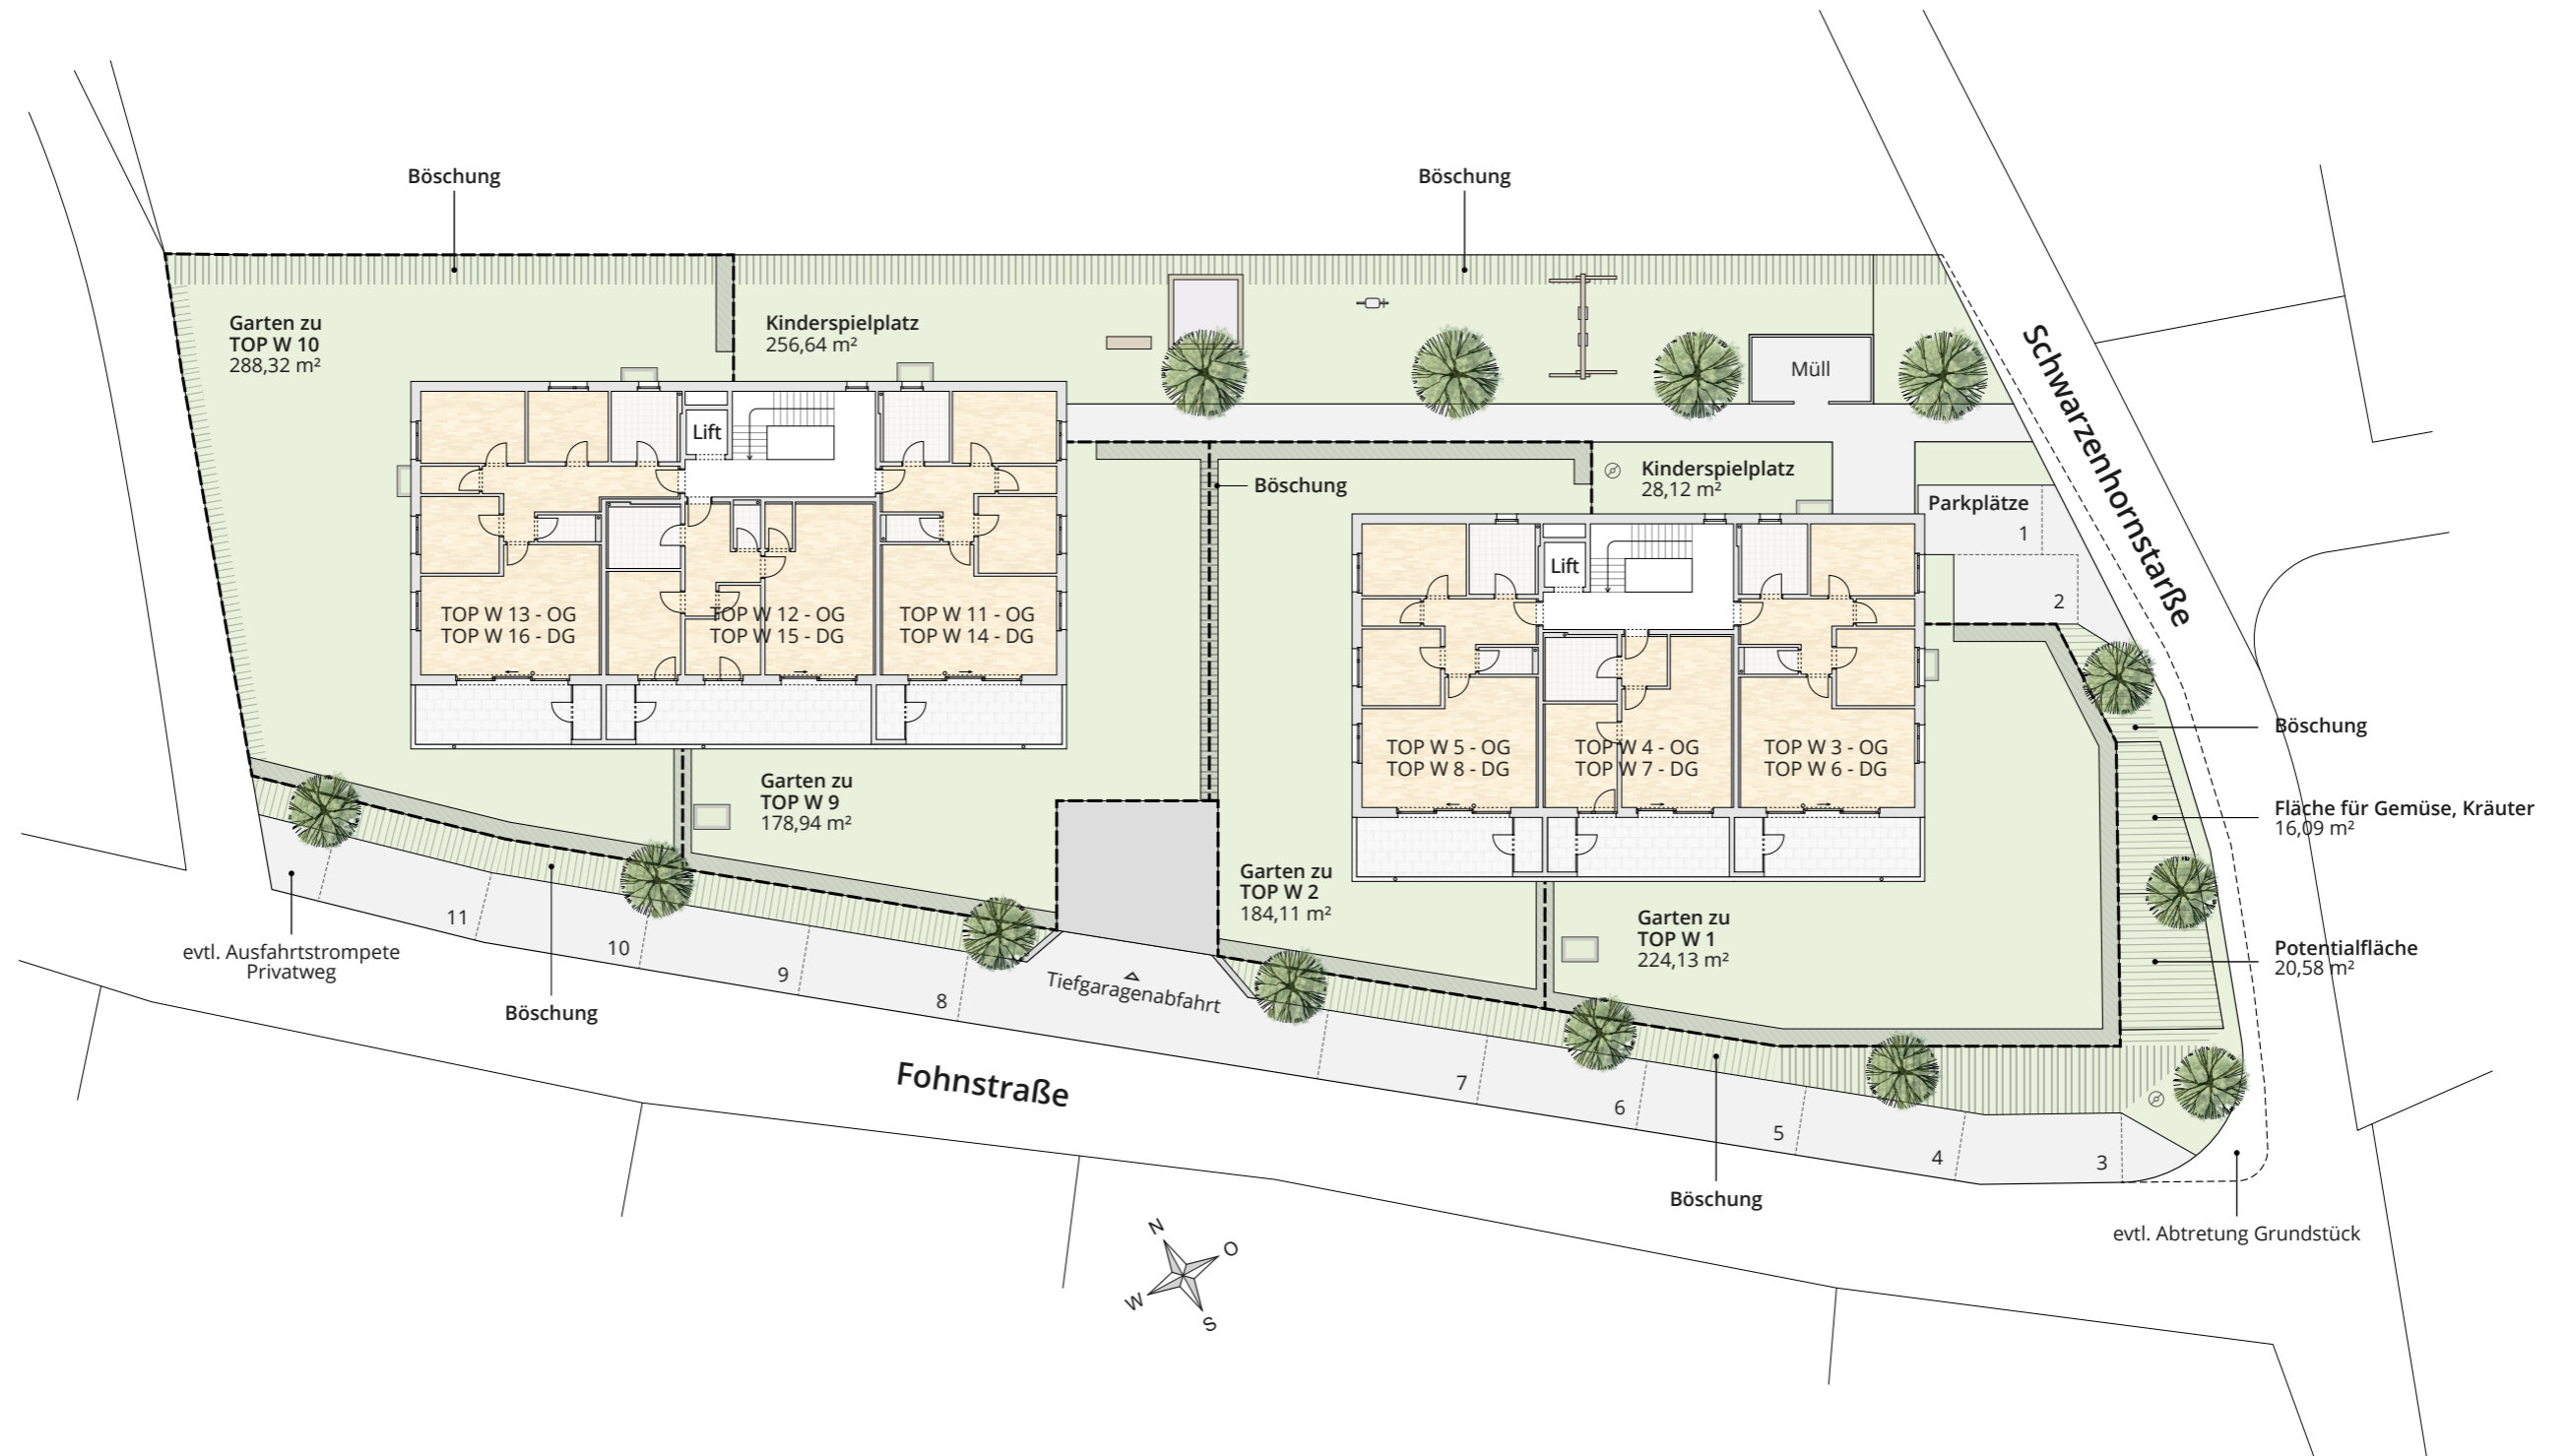 Böschung
Böschung
Garten zu
TOP W 10
288,32 m²
Kinderspielplatz
256,64 m²
Müll
Schwarzenhornstarße
Lift
Böschung
Kinderspielplatz
28,12 m²
Parkplätze
1
2
Lift
TOP W 13 - OG
TOP W 16 - DG
TOP W 12 - OG
TOP W 15 - DG
TOP W 11 - OG
TOP W 14 - DG
TOP W 5 - OG
TOP W 8 - DG
TOP W 4 - OG
TOP W 7 - DG
TOP W 3 - OG
TOP W 6 - DG
Böschung
Garten zu
TOP W 9
178,94 m²
Fläche für Gemüse, Kräuter
16,09 m²
Garten zu
TOP W 2
184,11 m²
Garten zu
TOP W 1
224,13 m²
Potentialfläche
20,58 m²
evtl. Ausfahrtstrompete
Privatweg
11
10
9
8
Tiefgaragenabfahrt
Böschung
Fohnstraße
7
6
5
4
3
Böschung
evtl. Abtretung Grundstück
N
O
W
S